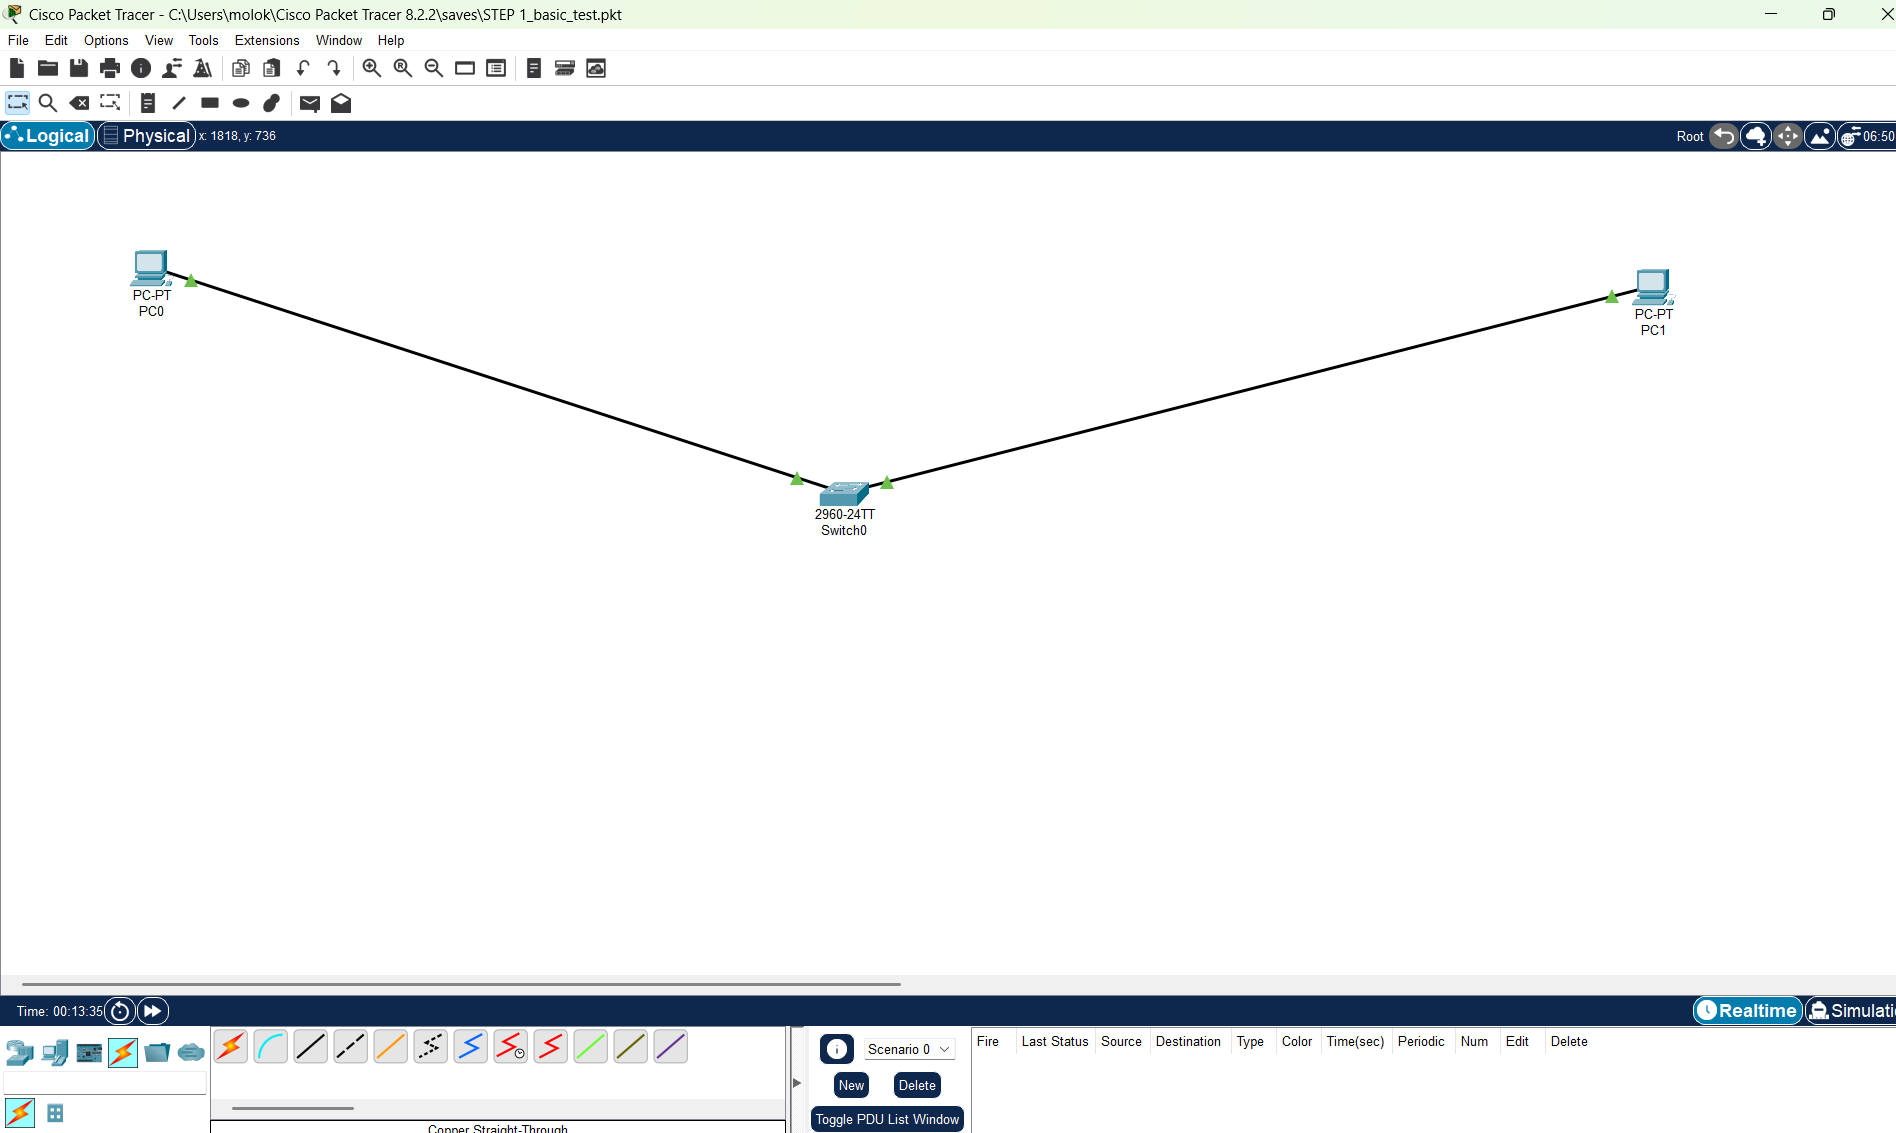 Cisco Packet Tracer - C:\Users\molok\Cisco Packet Tracer 8.2.2\saves\STEP 1_basic_test.pkt
File Edit Options View Tools Extensions Window Help
Logical Physical x: 1818, y: 736 Root 06:50
PC-PT
PC0
PC-PT
PC1
2960-24TT
Switch0
Time: 00:13:35 Realtime Simulati
Scenario 0
New Delete
Toggle PDU List Window
Fire Last Status Source Destination Type Color Time(sec) Periodic Num Edit Delete
Copper Straight-Through